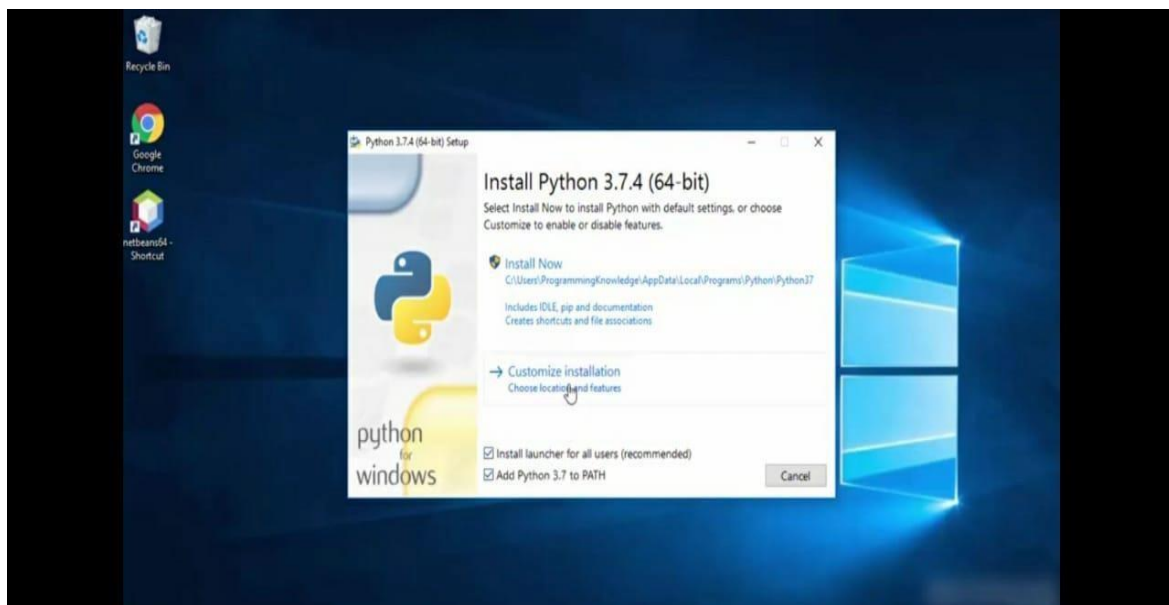 Recycle Bin
Google
Chrome
netbeans64 -
Shortcut
Python 3.7.4 (64-bit) Setup
Install Python 3.7.4 (64-bit)
Select Install Now to install Python with default settings, or choose
Customize to enable or disable features.
Install Now
C:\Users\ProgrammingKnowledge\AppData\Local\Programs\Python\Python37
Includes IDLE, pip and documentation
Creates shortcuts and file associations
Customize installation
Choose location and features
python
for
windows
Install launcher for all users (recommended)
Add Python 3.7 to PATH
Cancel